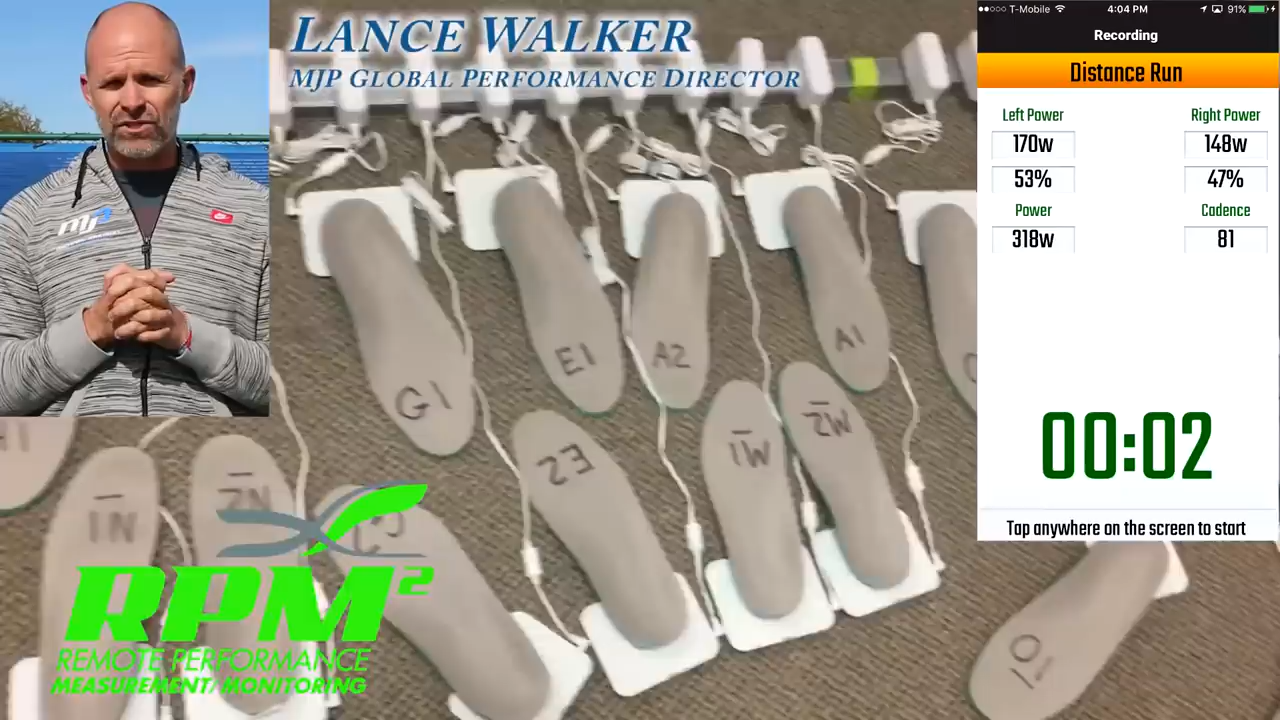 LANCE WALKER
MJP GLOBAL PERFORMANCE DIRECTOR
T-Mobile 4:04 PM 91%
Recording
Distance Run
Left Power Right Power
170w 148w
53% 47%
Power Cadence
318w 81
00:02
Tap anywhere on the screen to start
MJP
G1
E1
A2
A1
E2
W1
W2
N1
N2
RPM²
REMOTE PERFORMANCE
MEASUREMENT/MONITORING